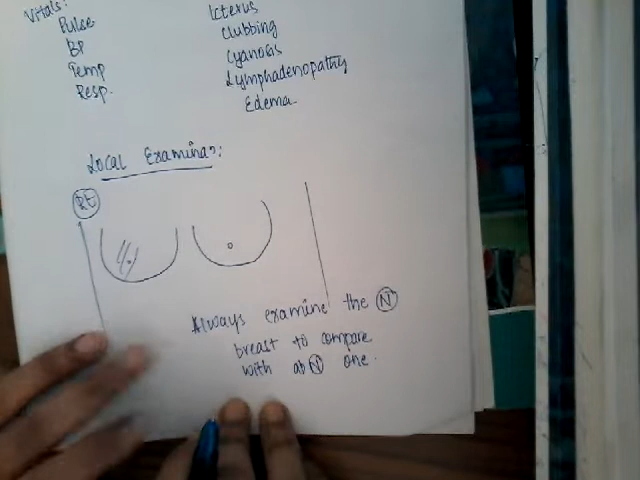 Vitals:
Pulse
BP
Temp
Resp.
Icterus
Clubbing
Cyanosis
Lymphadenopathy
Edema
Local Examinaⁿ:
Rt
Always examine the N
breast to compare
with abN one.